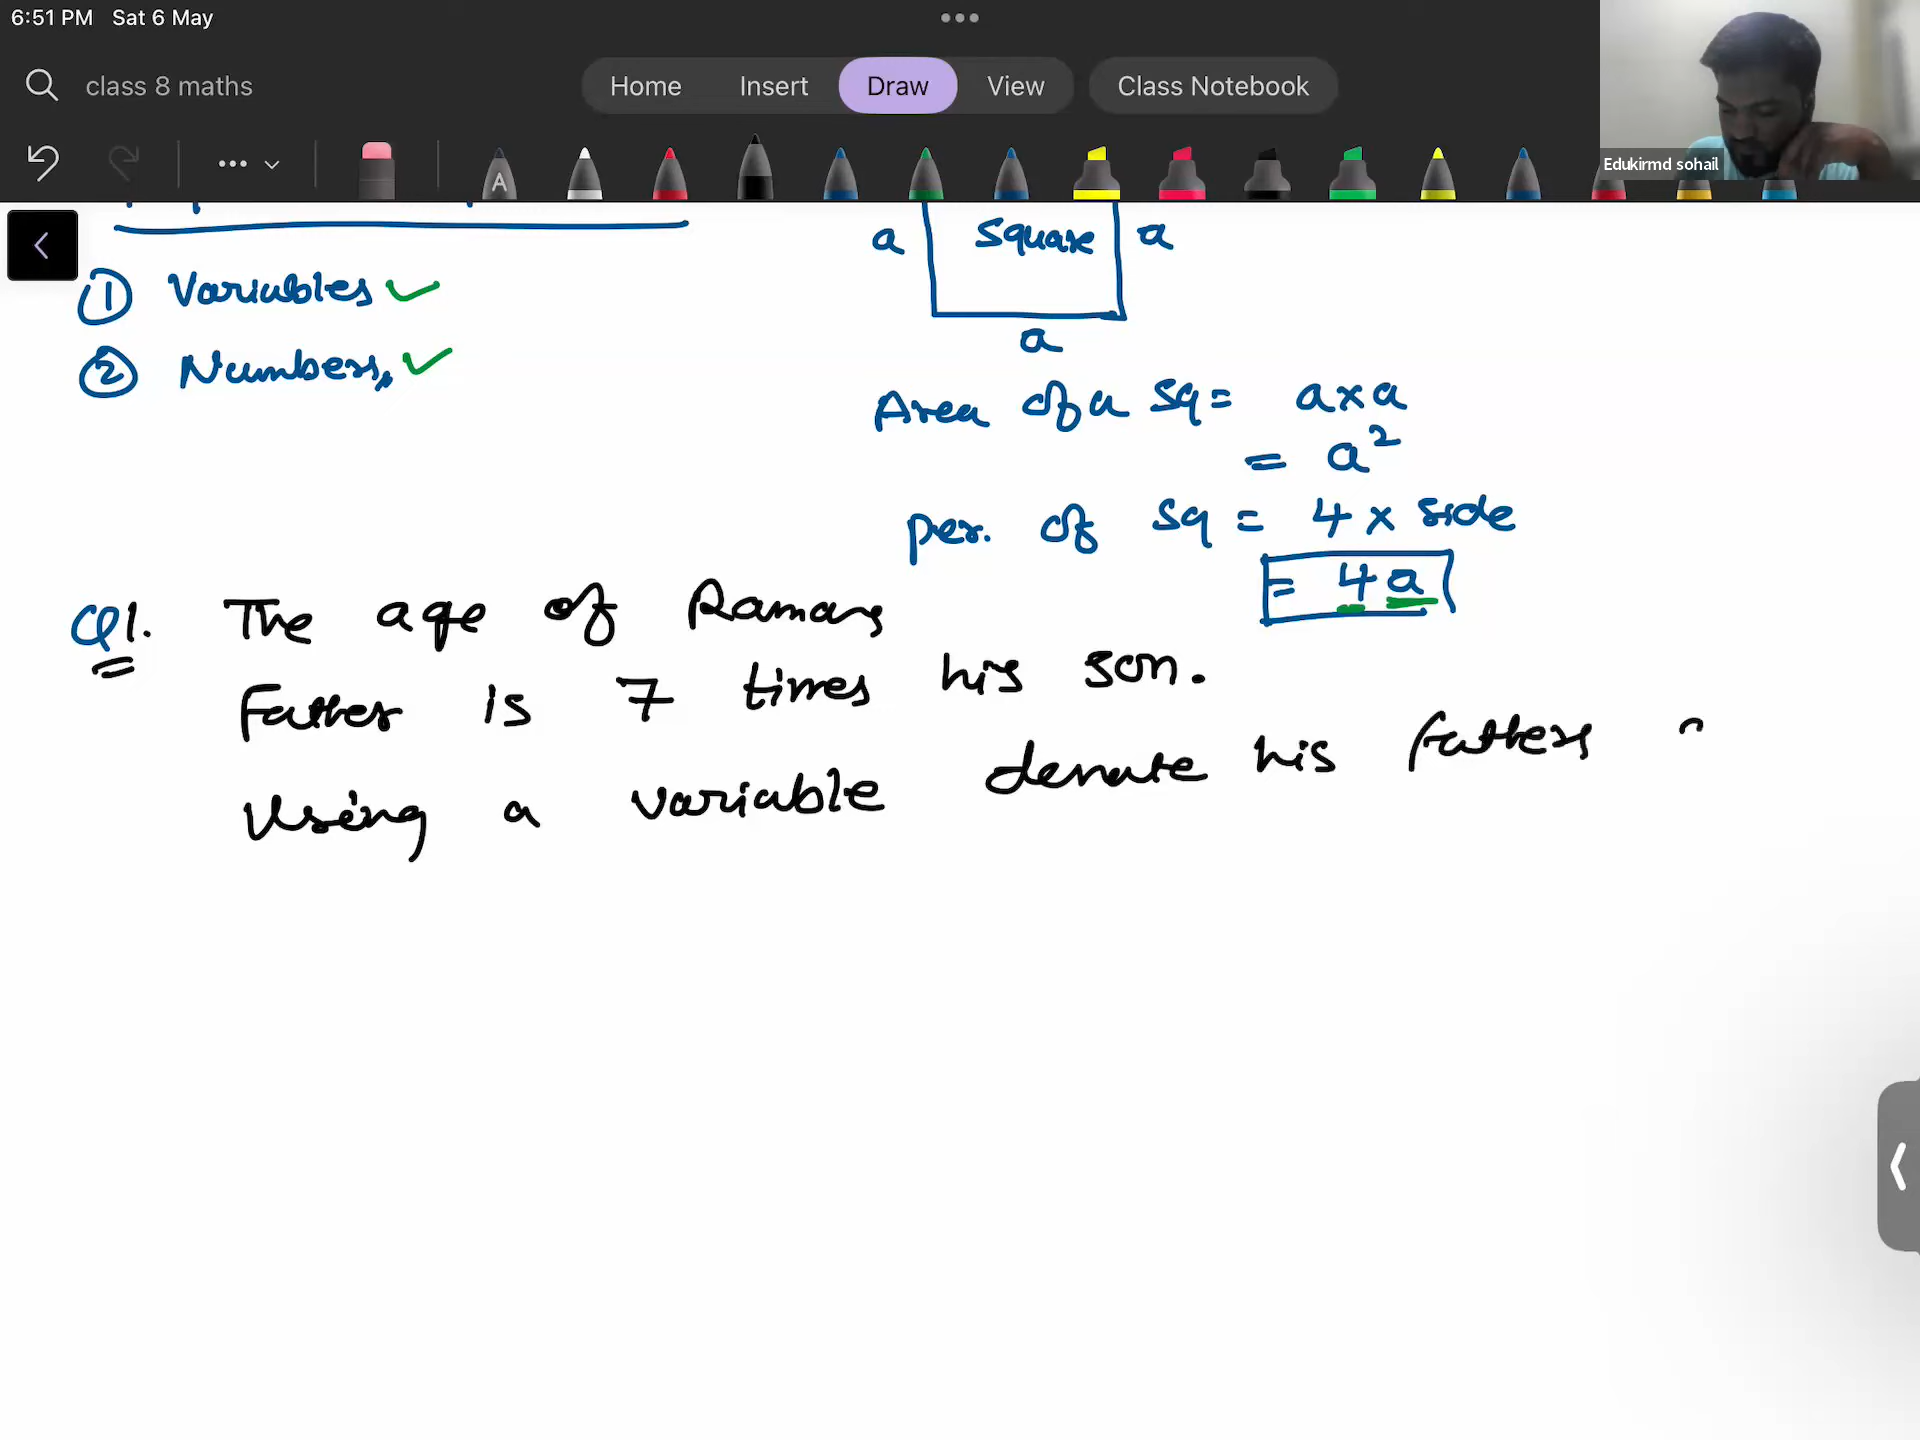 6:51 PM Sat 6 May
class 8 maths
Home Insert Draw View Class Notebook
A
Edukirmd sohail
a square a
a
① Variables
② Numbers
Area of a sq = a x a
= a²
per. of sq = 4 x side
= 4a
Q1. The age of Ramans
Father is 7 times his son.
Using a variable denote his fathers